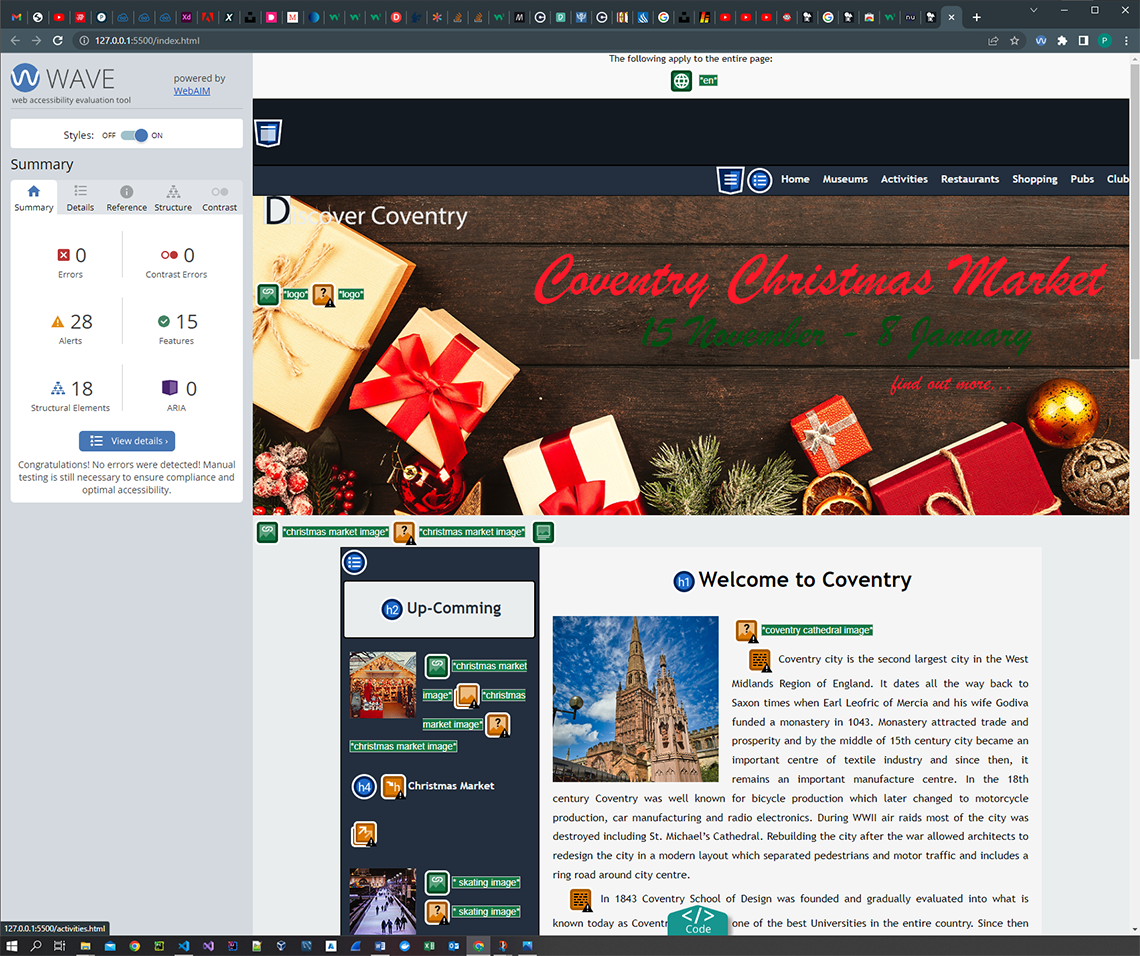 127.0.0.1:5500/index.html
WAVE
web accessibility evaluation tool
powered by
WebAIM
Styles: OFF ON
Summary
Summary Details Reference Structure Contrast
0 0
Errors Contrast Errors
28 15
Alerts Features
18 0
Structural Elements ARIA
View details ›
Congratulations! No errors were detected! Manual
testing is still necessary to ensure compliance and
optimal accessibility.
The following apply to the entire page:
"en"
Home Museums Activities Restaurants Shopping Pubs Club
Discover Coventry
Coventry Christmas Market
15 November - 8 January
find out more...
"logo" "logo"
"christmas market image" "christmas market image"
h2 Up-Comming
"christmas market
image" "christmas
market image"
"christmas market image"
h4 h Christmas Market
" skating image"
" skating image"
h1 Welcome to Coventry
"coventry cathedral image"
Coventry city is the second largest city in the West
Midlands Region of England. It dates all the way back to
Saxon times when Earl Leofric of Mercia and his wife Godiva
funded a monastery in 1043. Monastery attracted trade and
prosperity and by the middle of 15th century city became an
important centre of textile industry and since then, it
remains an important manufacture centre. In the 18th
century Coventry was well known for bicycle production which later changed to motorcycle
production, car manufacturing and radio electronics. During WWII air raids most of the city was
destroyed including St. Michael's Cathedral. Rebuilding the city after the war allowed architects to
redesign the city in a modern layout which separated pedestrians and motor traffic and includes a
ring road around city centre.
In 1843 Coventry School of Design was founded and gradually evaluated into what is
known today as Coventr one of the best Universities in the entire country. Since then
</> Code
127.0.0.1:5500/activities.html